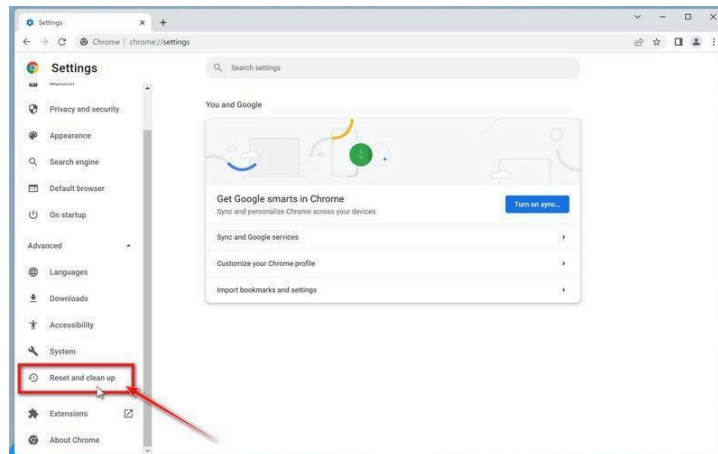 Settings
Chrome | chrome://settings
Settings
Search settings
Autofill
Privacy and security
Appearance
Search engine
Default browser
On startup
Advanced
Languages
Downloads
Accessibility
System
Reset and clean up
Extensions
About Chrome
You and Google
Get Google smarts in Chrome
Sync and personalize Chrome across your devices
Turn on sync...
Sync and Google services
Customize your Chrome profile
Import bookmarks and settings